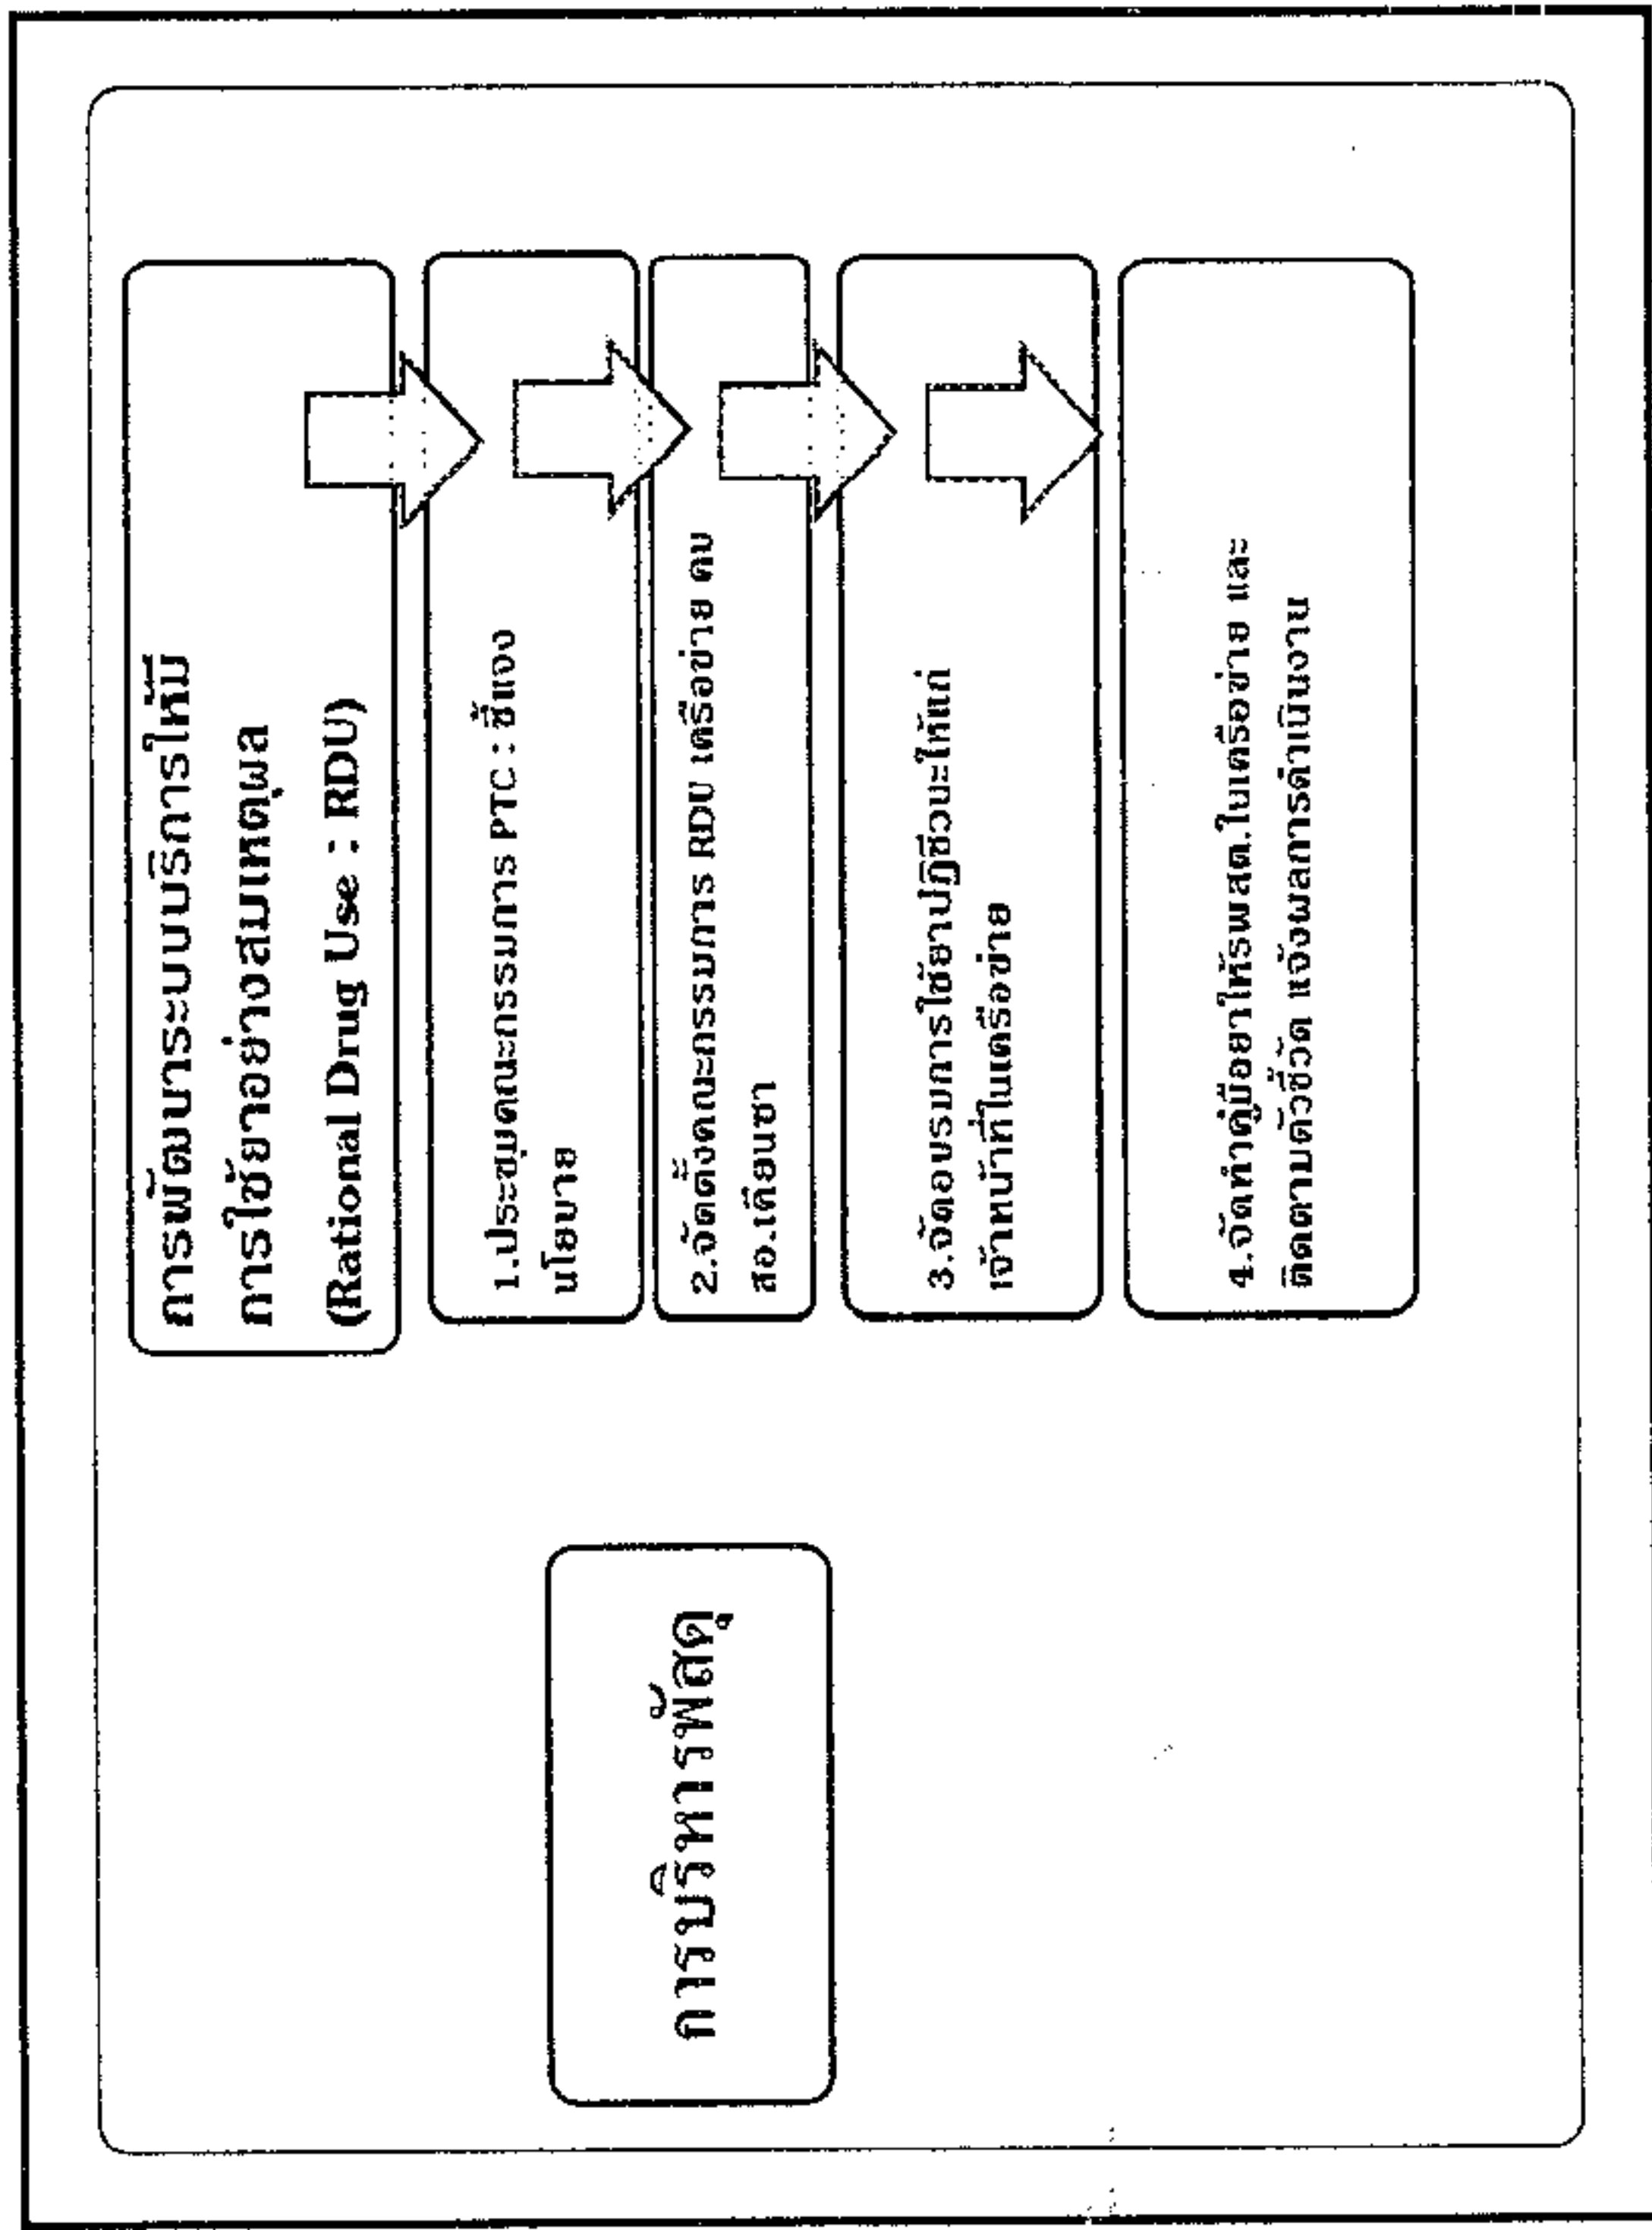 การบริหารพัสดุ
การพัฒนาระบบบริการให้มี
การใช้ยาอย่างสมเหตุผล
(Rational Drug Use : RDU)
1.ประชุมคณะกรรมการ PTC : ชี้แจง
นโยบาย
2.จัดตั้งคณะกรรมการ RDU เครือข่าย คบ
สอ.เคียนซา
3.จัดอบรมการใช้ยาปฏิชีวนะให้แก่
เจ้าหน้าที่ในเครือข่าย
4.จัดทำคู่มือยาให้รพสต.ในเครือข่าย และ
ติดตามตัวชี้วัด แจ้งผลการดำเนินงาน